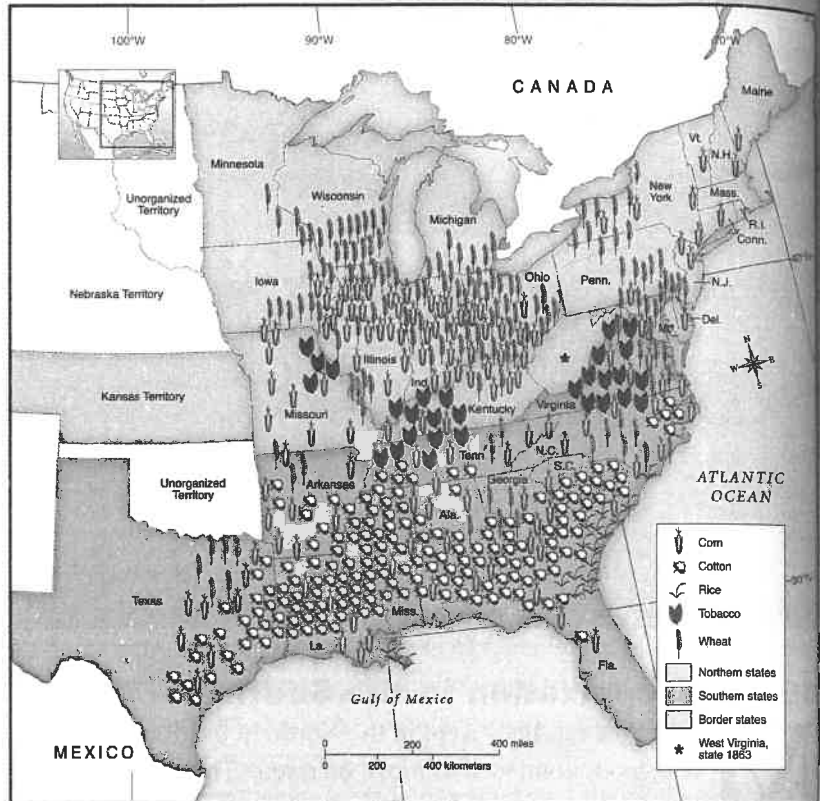 100°W
90°W
80°W
70°W
CANADA
Maine
Vt.
N.H.
Minnesota
Wisconsin
Michigan
New
York
Mass.
R.I.
Conn.
Unorganized
Territory
Iowa
Ohio
Penn.
N.J.
Nebraska Territory
Del.
Illinois
Ind.
N
E
S
W
Kansas Territory
Missouri
Kentucky
Virginia
N.C.
Tenn.
S.C.
Unorganized
Territory
Arkansas
Georgia
Ala.
ATLANTIC
OCEAN
Texas
Miss.
La.
Fla.
Gulf of Mexico
MEXICO
0 200 400 miles
0 200 400 kilometers
Corn
Cotton
Rice
Tobacco
Wheat
Northern states
Southern states
Border states
West Virginia,
state 1863